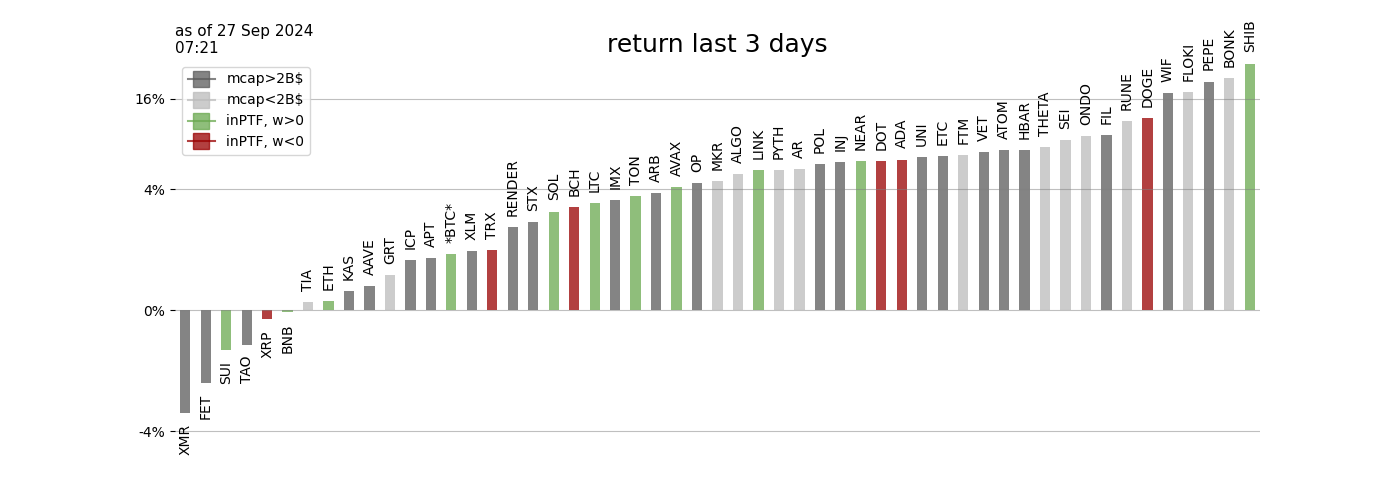 as of 27 Sep 2024
07:21
return last 3 days
mcap>2B$
mcap<2B$
inPTF, w>0
inPTF, w<0
16%
4%
0%
-4%
XMR
FET
SUI
TAO
XRP
BNB
TIA
ETH
KAS
AAVE
GRT
ICP
APT
*BTC*
XLM
TRX
RENDER
STX
SOL
BCH
LTC
IMX
TON
ARB
AVAX
OP
MKR
ALGO
LINK
PYTH
AR
POL
INJ
NEAR
DOT
ADA
UNI
ETC
FTM
VET
ATOM
HBAR
THETA
SEI
ONDO
FIL
RUNE
DOGE
WIF
FLOKI
PEPE
BONK
SHIB